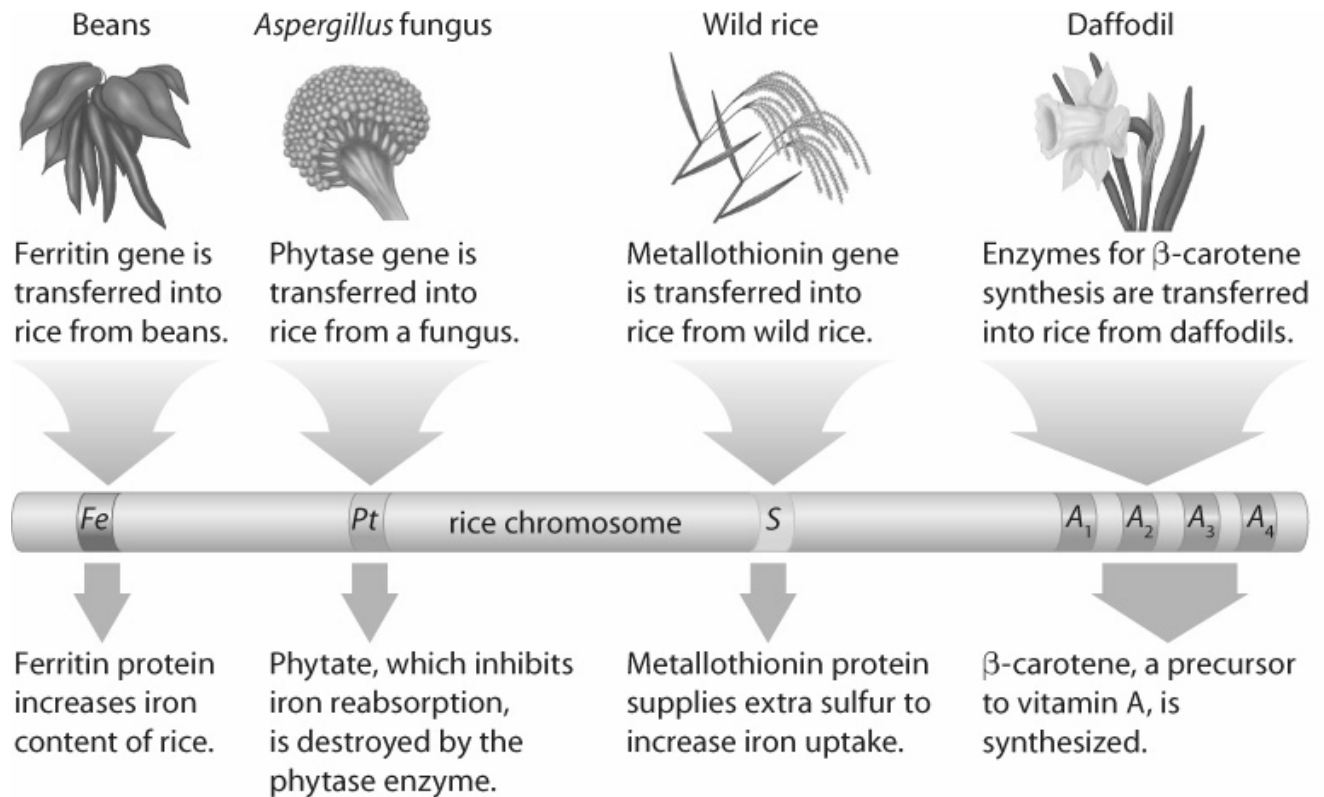 Beans
Aspergillus fungus
Wild rice
Daffodil
Ferritin gene is
transferred into
rice from beans.
Phytase gene is
transferred into
rice from a fungus.
Metallothionin gene
is transferred into
rice from wild rice.
Enzymes for β-carotene
synthesis are transferred
into rice from daffodils.
Fe
Pt
rice chromosome
S
A₁
A₂
A₃
A₄
Ferritin protein
increases iron
content of rice.
Phytate, which inhibits
iron reabsorption,
is destroyed by the
phytase enzyme.
Metallothionin protein
supplies extra sulfur to
increase iron uptake.
β-carotene, a precursor
to vitamin A, is
synthesized.